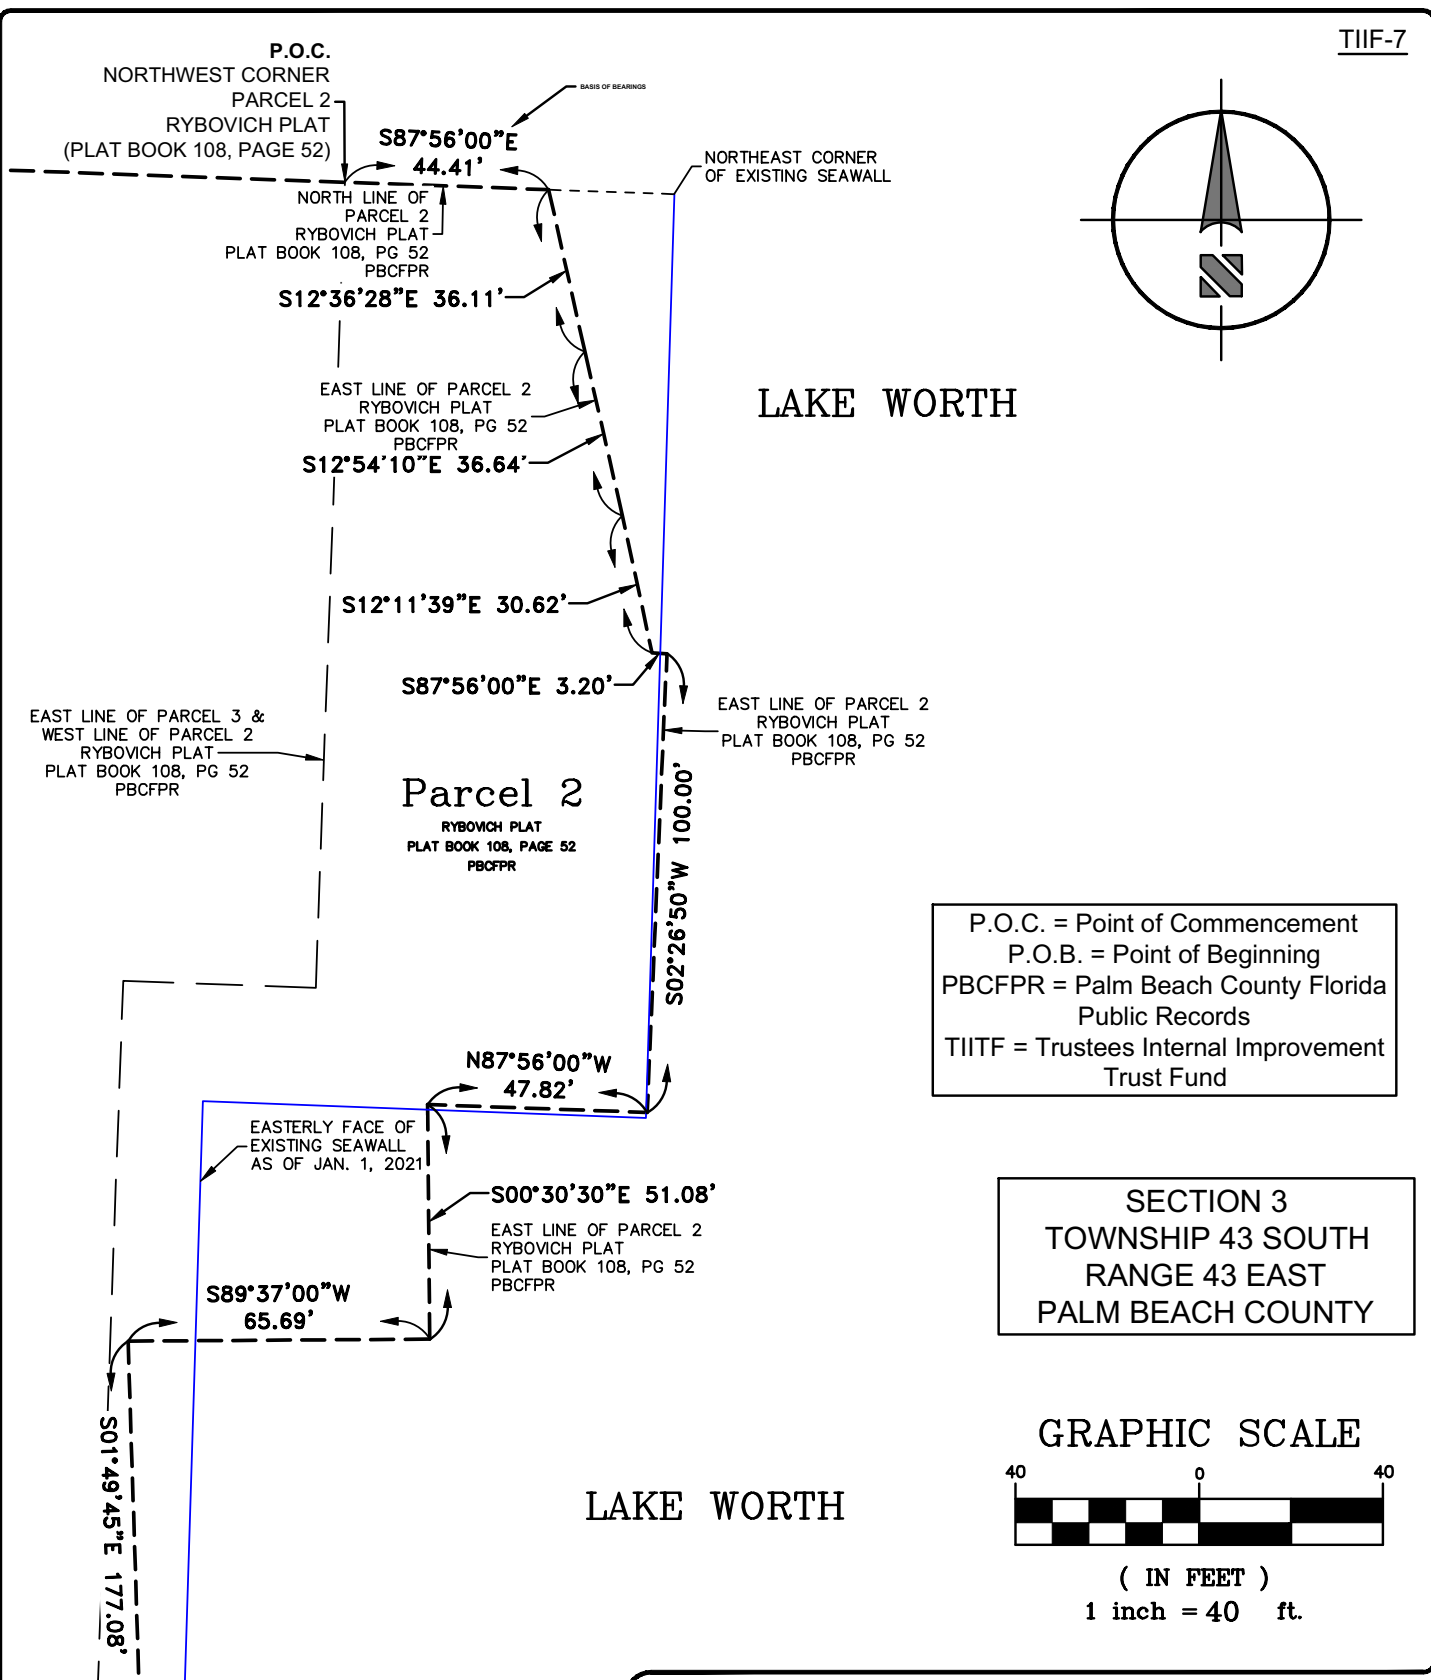 TIIF-7
P.O.C.
NORTHWEST CORNER
PARCEL 2
RYBOVICH PLAT
(PLAT BOOK 108, PAGE 52)
BASIS OF BEARINGS
S87°56'00"E
44.41'
NORTHEAST CORNER
OF EXISTING SEAWALL
NORTH LINE OF
PARCEL 2
RYBOVICH PLAT
PLAT BOOK 108, PG 52
PBCFPR
S12°36'28"E 36.11'
EAST LINE OF PARCEL 2
RYBOVICH PLAT
PLAT BOOK 108, PG 52
PBCFPR
LAKE WORTH
S12°54'10"E 36.64'
S12°11'39"E 30.62'
S87°56'00"E 3.20'
EAST LINE OF PARCEL 2
RYBOVICH PLAT
PLAT BOOK 108, PG 52
PBCFPR
EAST LINE OF PARCEL 3 &
WEST LINE OF PARCEL 2
RYBOVICH PLAT
PLAT BOOK 108, PG 52
PBCFPR
Parcel 2
RYBOVICH PLAT
PLAT BOOK 108, PAGE 52
PBCFPR
S02°26'50"W 100.00'
P.O.C. = Point of Commencement
P.O.B. = Point of Beginning
PBCFPR = Palm Beach County Florida
Public Records
TIITF = Trustees Internal Improvement
Trust Fund
N87°56'00"W
47.82'
EASTERLY FACE OF
EXISTING SEAWALL
AS OF JAN. 1, 2021
S00°30'30"E 51.08'
EAST LINE OF PARCEL 2
RYBOVICH PLAT
PLAT BOOK 108, PG 52
PBCFPR
SECTION 3
TOWNSHIP 43 SOUTH
RANGE 43 EAST
PALM BEACH COUNTY
S89°37'00"W
65.69'
S01°49'45"E 177.08'
LAKE WORTH
GRAPHIC SCALE
40 0 40
( IN FEET )
1 inch = 40 ft.
N